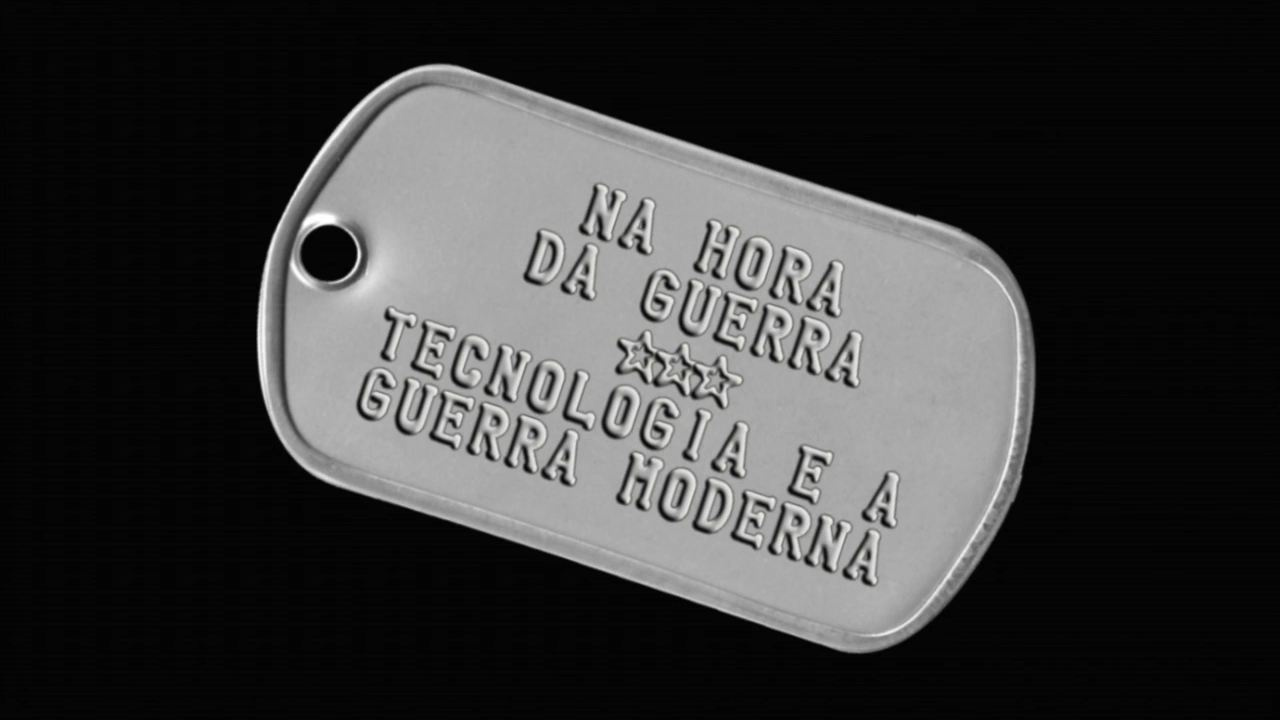 NA HORA
DA GUERRA
☆☆☆
TECNOLOGIA E A
GUERRA MODERNA